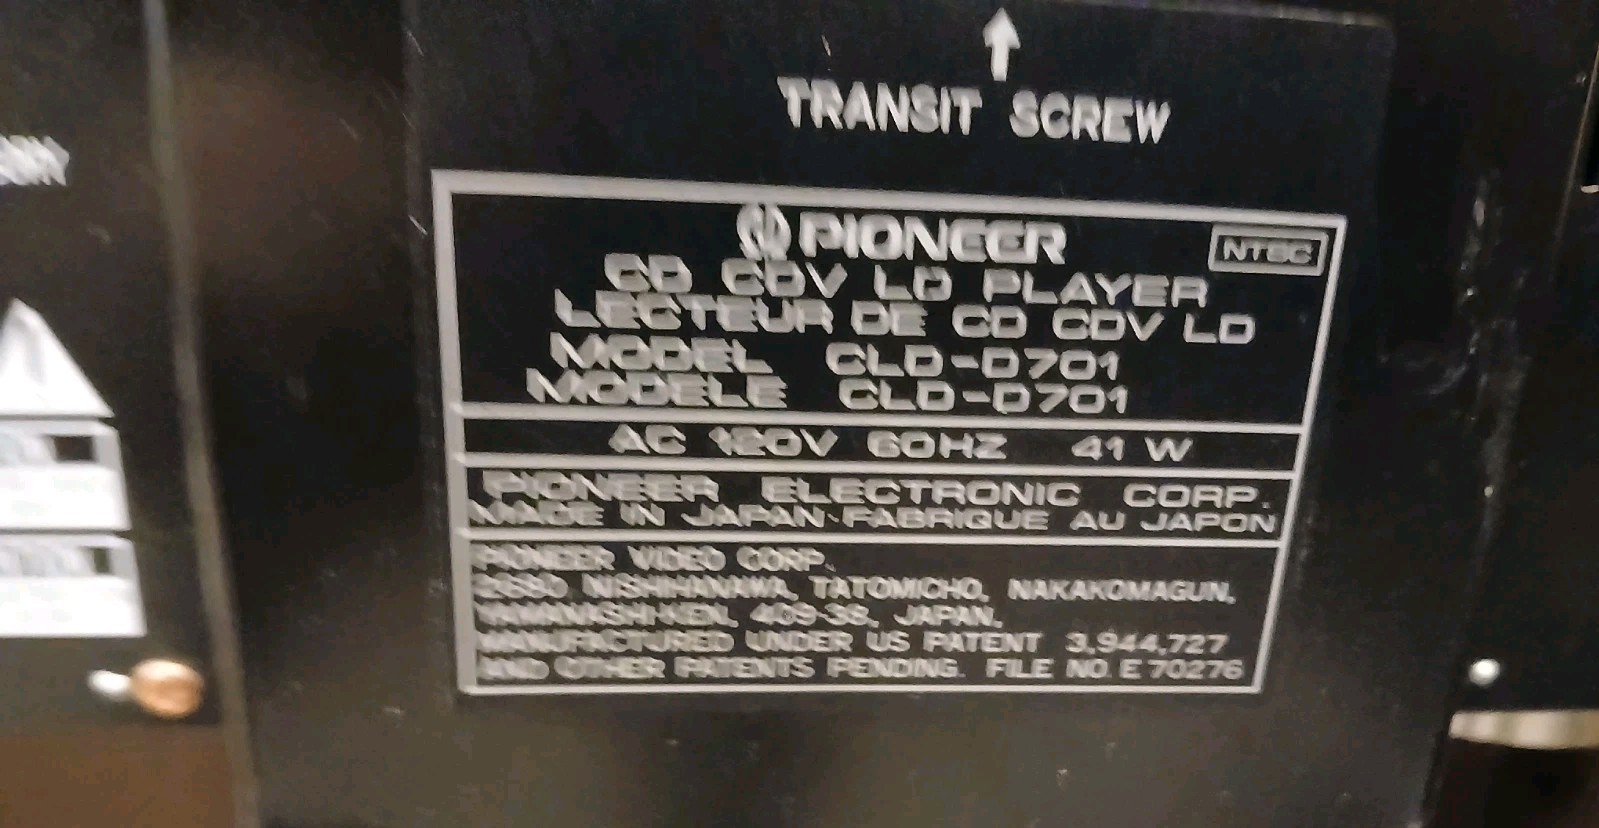 TRANSIT SCREW
PIONEER
NTSC
CD CDV LD PLAYER
LECTEUR DE CD CDV LD
MODEL CLD-D701
MODELE CLD-D701
AC 120V 60HZ 41 W
PIONEER ELECTRONIC CORP.
MADE IN JAPAN·FABRIQUE AU JAPON
PIONEER VIDEO CORP.
2680, NISHIHANAWA, TATOMICHO, NAKAKOMAGUN,
YAMANASHI-KEN, 409-38, JAPAN.
MANUFACTURED UNDER US PATENT 3,944,727
AND OTHER PATENTS PENDING. FILE NO. E 70276